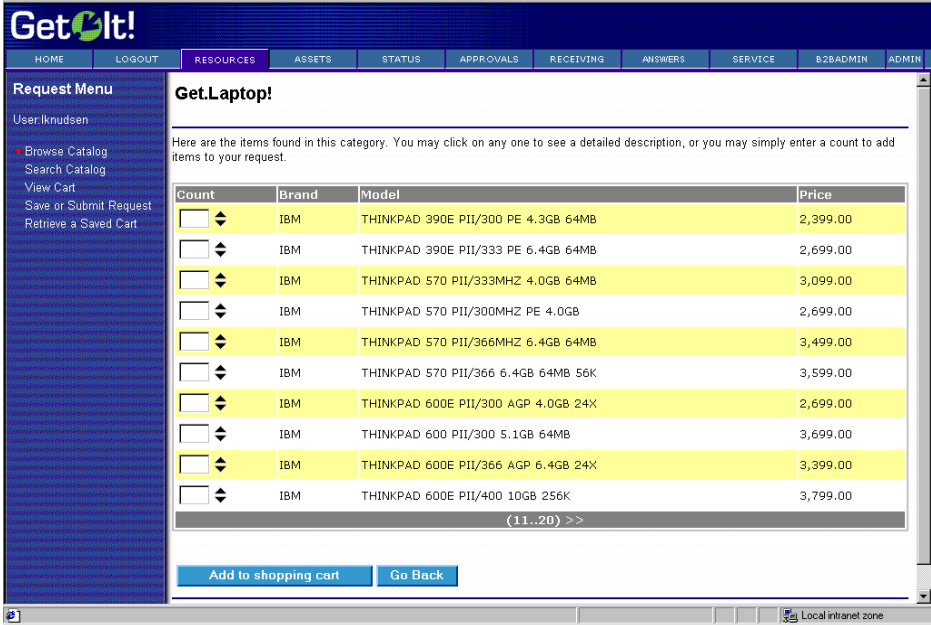 Get It!
HOME LOGOUT RESOURCES ASSETS STATUS APPROVALS RECEIVING ANSWERS SERVICE B2BADMIN ADMIN
Request Menu
User:lknudsen
Browse Catalog
Search Catalog
View Cart
Save or Submit Request
Retrieve a Saved Cart
Get.Laptop!
Here are the items found in this category. You may click on any one to see a detailed description, or you may simply enter a count to add
items to your request.
Count Brand Model Price
IBM THINKPAD 390E PII/300 PE 4.3GB 64MB 2,399.00
IBM THINKPAD 390E PII/333 PE 6.4GB 64MB 2,699.00
IBM THINKPAD 570 PII/333MHZ 4.0GB 64MB 3,099.00
IBM THINKPAD 570 PII/300MHZ PE 4.0GB 2,699.00
IBM THINKPAD 570 PII/366MHZ 6.4GB 64MB 3,499.00
IBM THINKPAD 570 PII/366 6.4GB 64MB 56K 3,599.00
IBM THINKPAD 600E PII/300 AGP 4.0GB 24X 2,699.00
IBM THINKPAD 600 PII/300 5.1GB 64MB 3,699.00
IBM THINKPAD 600E PII/366 AGP 6.4GB 24X 3,399.00
IBM THINKPAD 600E PII/400 10GB 256K 3,799.00
(11..20) >>
Add to shopping cart Go Back
Local intranet zone